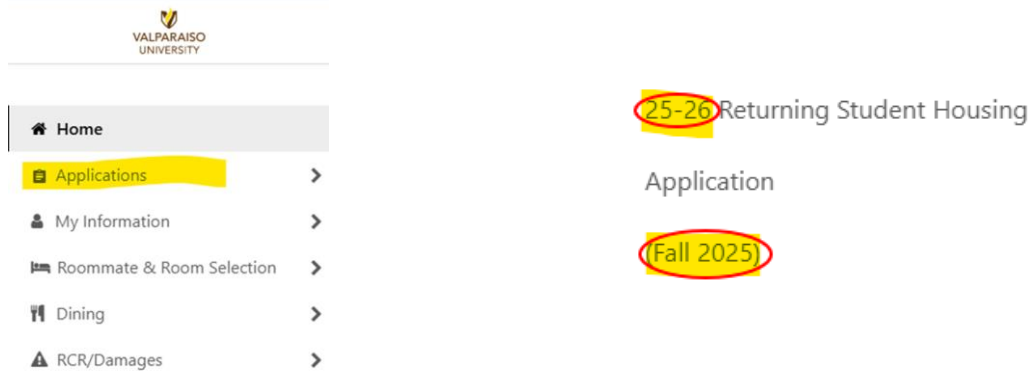 VALPARAISO
UNIVERSITY
Home
Applications
My Information
Roommate & Room Selection
Dining
RCR/Damages
25-26 Returning Student Housing
Application
(Fall 2025)